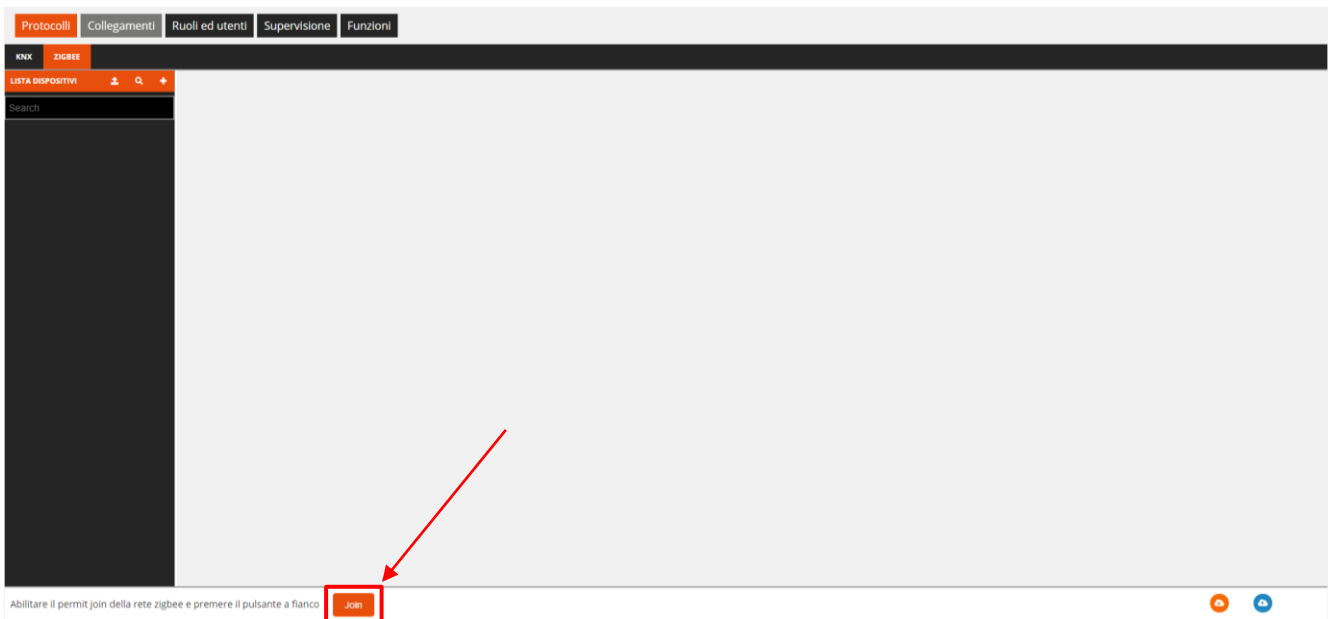 Protocolli Collegamenti Ruoli ed utenti Supervisione Funzioni
KNX ZIGBEE
LISTA DISPOSITIVI
Search
Abilitare il permit join della rete zigbee e premere il pulsante a fianco Join